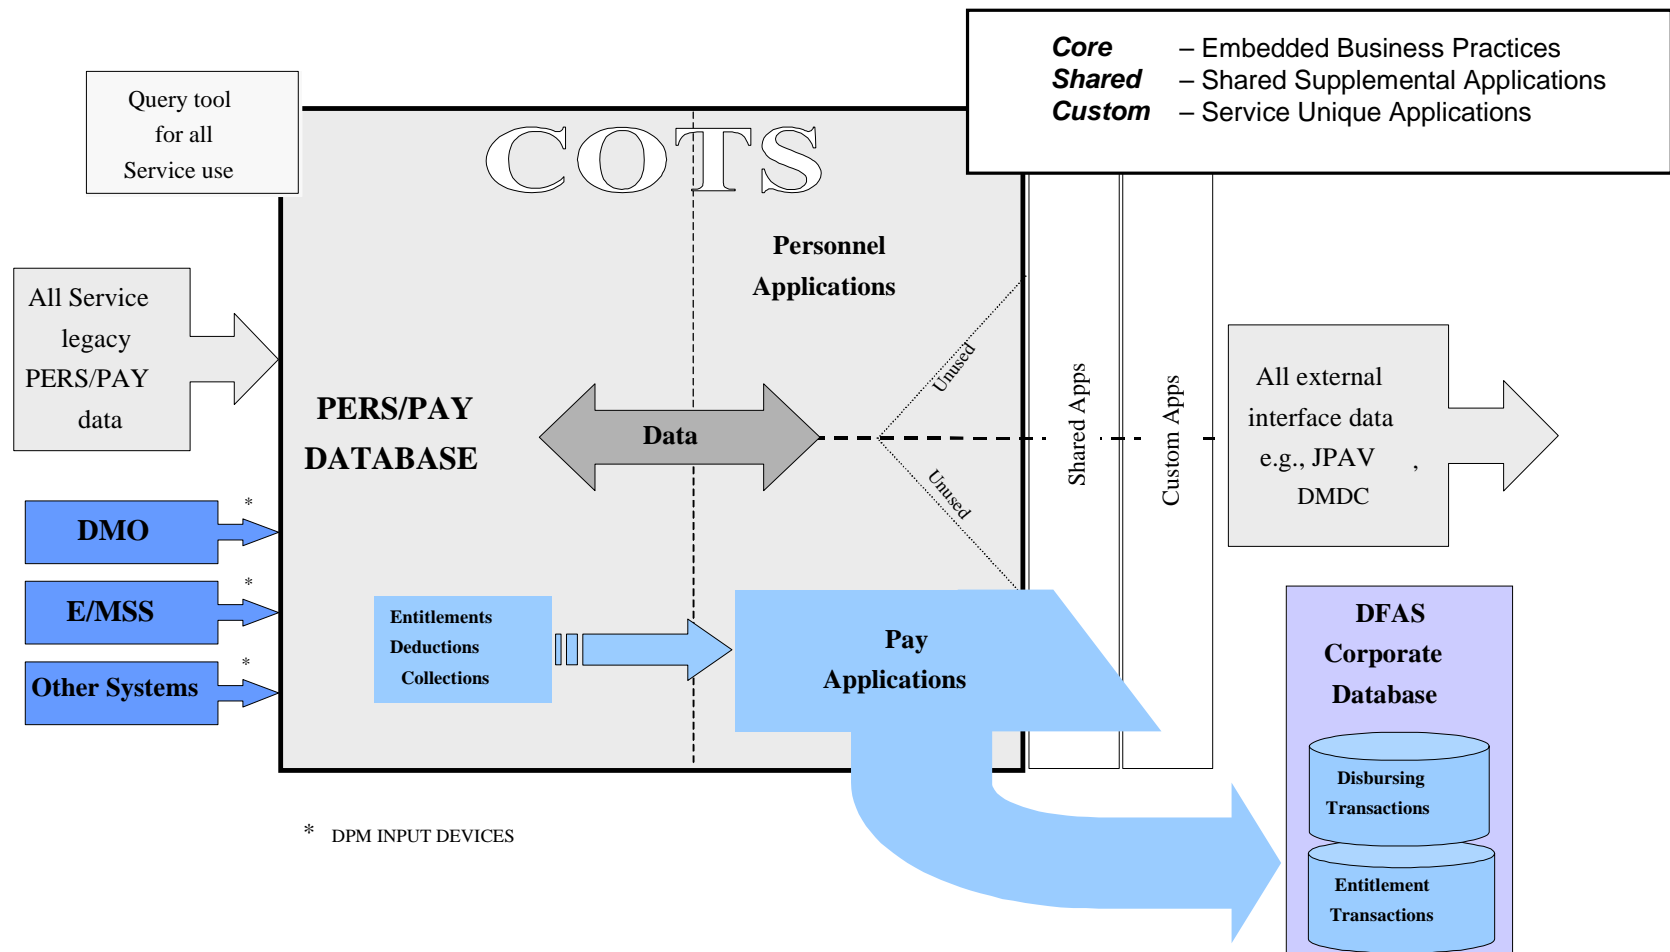 Core – Embedded Business Practices
Shared – Shared Supplemental Applications
Custom – Service Unique Applications
Query tool
for all
Service use
COTS
Personnel
Applications
All Service
legacy
PERS/PAY
data
PERS/PAY
DATABASE
Data
Unused
Unused
Shared Apps
Custom Apps
All external
interface data
e.g., JPAV ,
DMDC
*
DMO
*
E/MSS
*
Other Systems
Entitlements
Deductions
Collections
Pay
Applications
DFAS
Corporate
Database
Disbursing
Transactions
Entitlement
Transactions
* DPM INPUT DEVICES